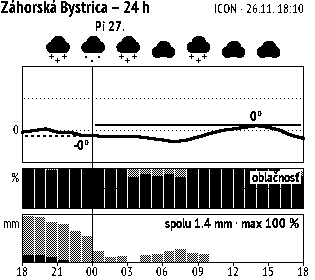 Záhorská Bystrica – 24 h
ICON · 26.11. 18:10
Pi 27.
0
0°
-0°
%
oblačnosť
mm
spolu 1.4 mm · max 100 %
18 21 00 03 06 09 12 15 18